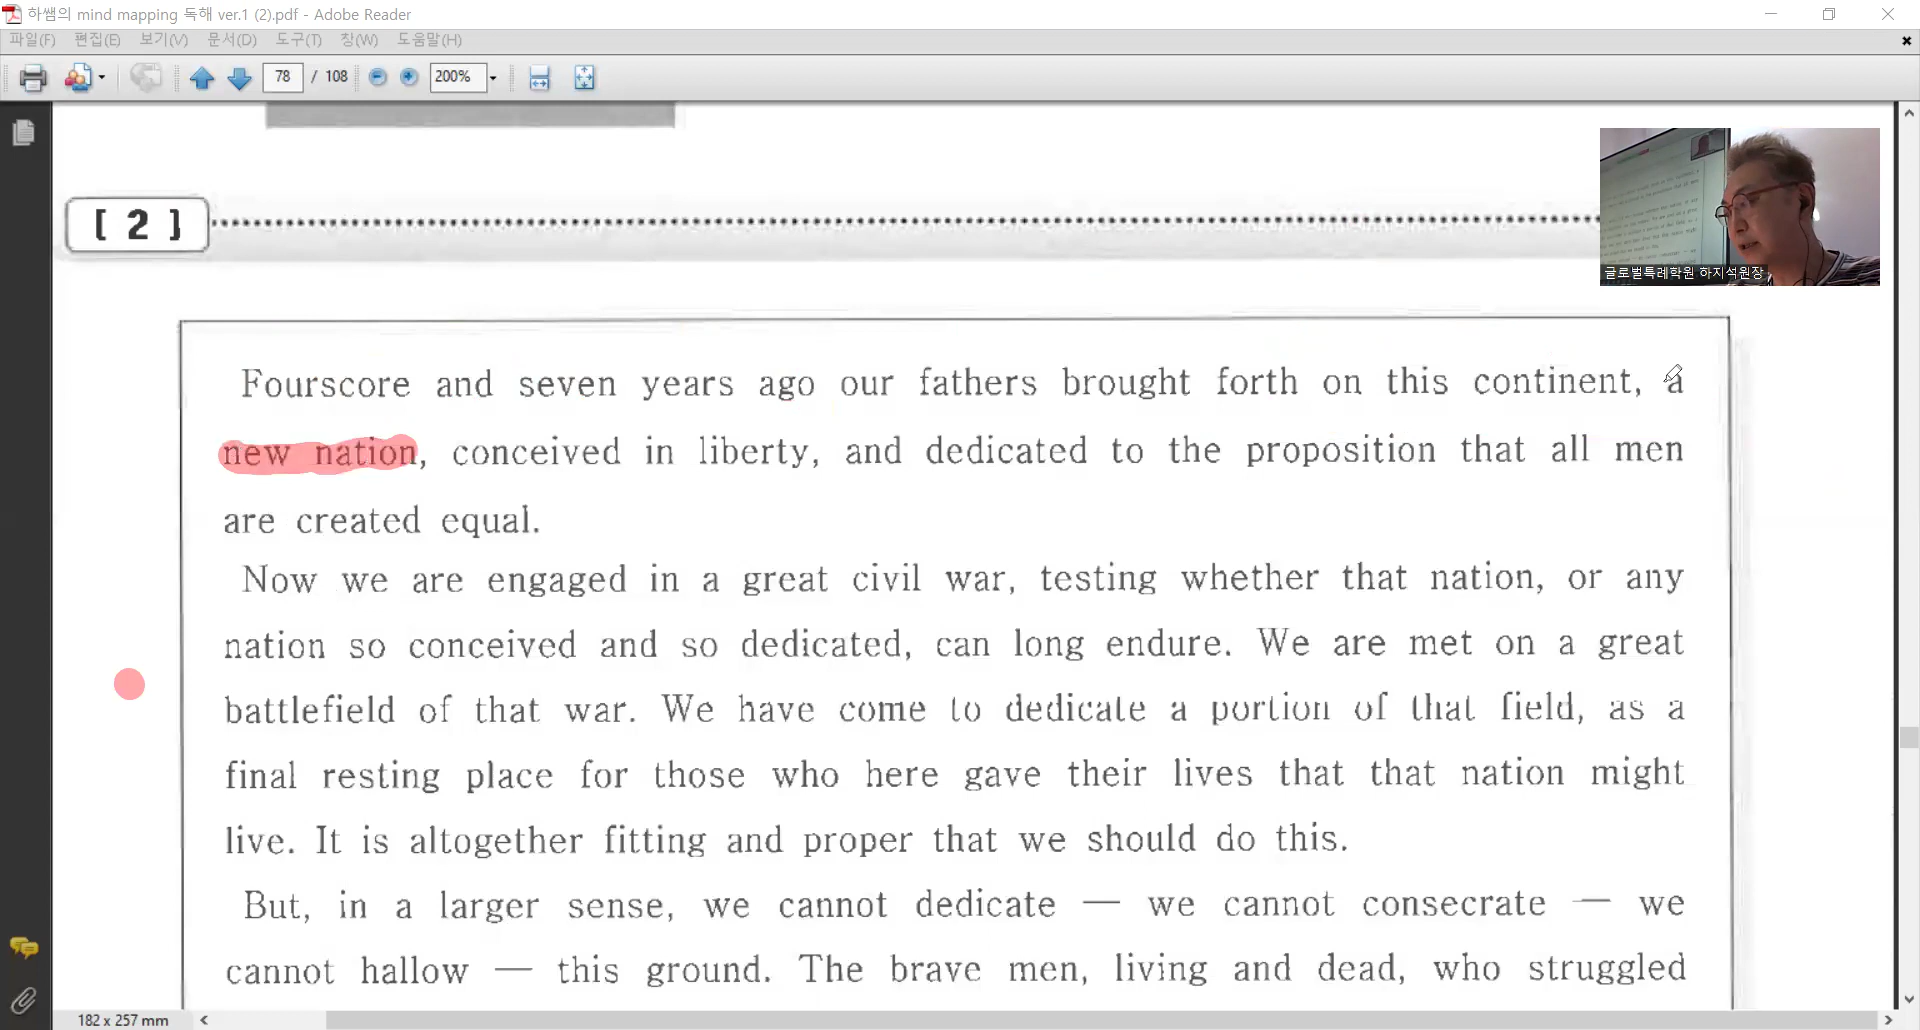 하쌤의 mind mapping 독해 ver.1 (2).pdf - Adobe Reader
파일(F) 편집(E) 보기(V) 문서(D) 도구(T) 창(W) 도움말(H)
78 / 108 200%
[ 2 ]
글로벌특례학원 하지석원장
Fourscore and seven years ago our fathers brought forth on this continent, a
new nation, conceived in liberty, and dedicated to the proposition that all men
are created equal.
Now we are engaged in a great civil war, testing whether that nation, or any
nation so conceived and so dedicated, can long endure. We are met on a great
battlefield of that war. We have come to dedicate a portion of that field, as a
final resting place for those who here gave their lives that that nation might
live. It is altogether fitting and proper that we should do this.
But, in a larger sense, we cannot dedicate — we cannot consecrate — we
cannot hallow — this ground. The brave men, living and dead, who struggled
182 x 257 mm